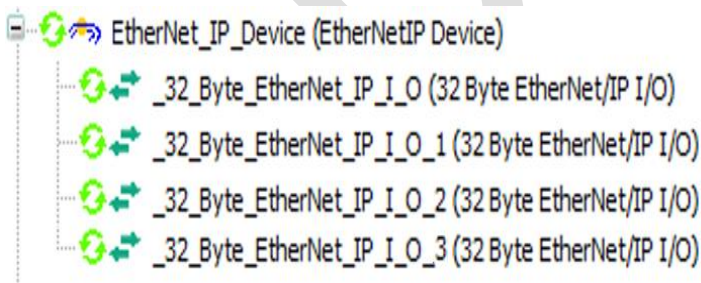 EtherNet_IP_Device (EtherNetIP Device)
_32_Byte_EtherNet_IP_I_O (32 Byte EtherNet/IP I/O)
_32_Byte_EtherNet_IP_I_O_1 (32 Byte EtherNet/IP I/O)
_32_Byte_EtherNet_IP_I_O_2 (32 Byte EtherNet/IP I/O)
_32_Byte_EtherNet_IP_I_O_3 (32 Byte EtherNet/IP I/O)